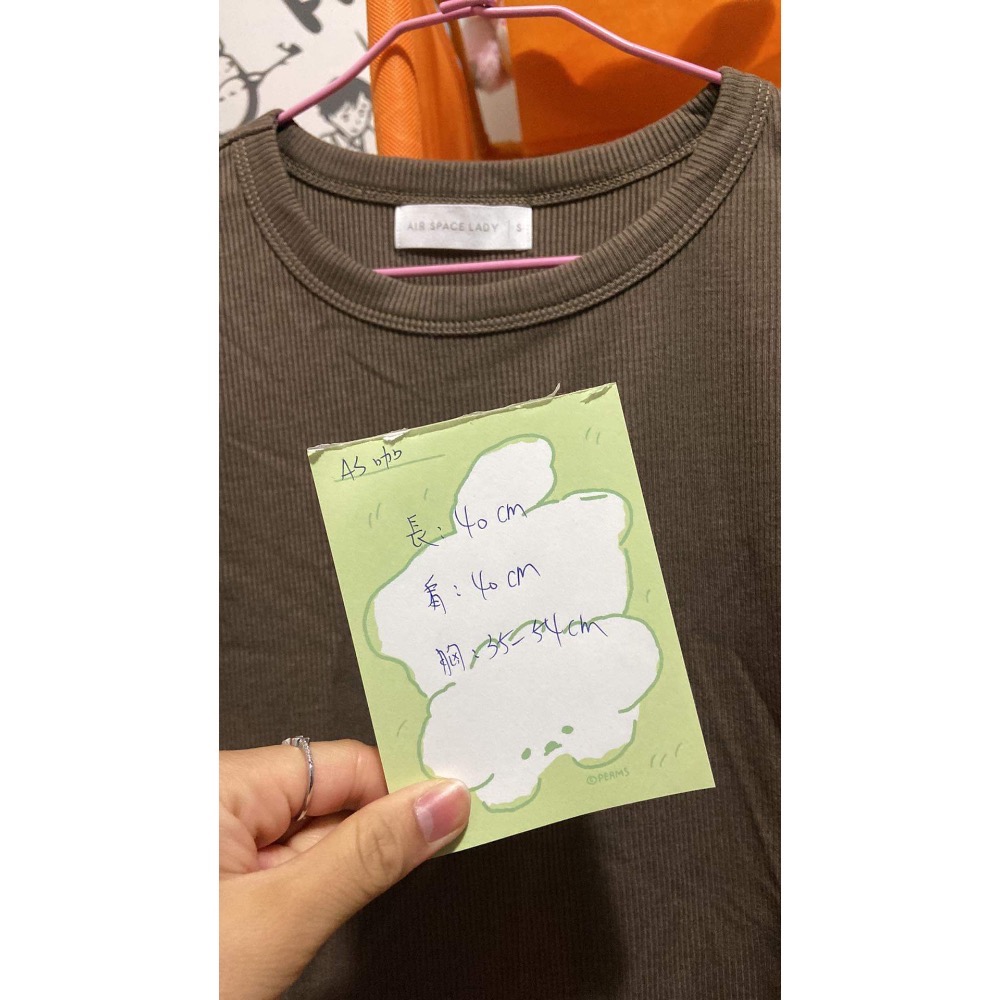 AIR SPACE LADY S
AS咖
長：40 cm
肩：40 cm
胸：35-54 cm
©PERMS